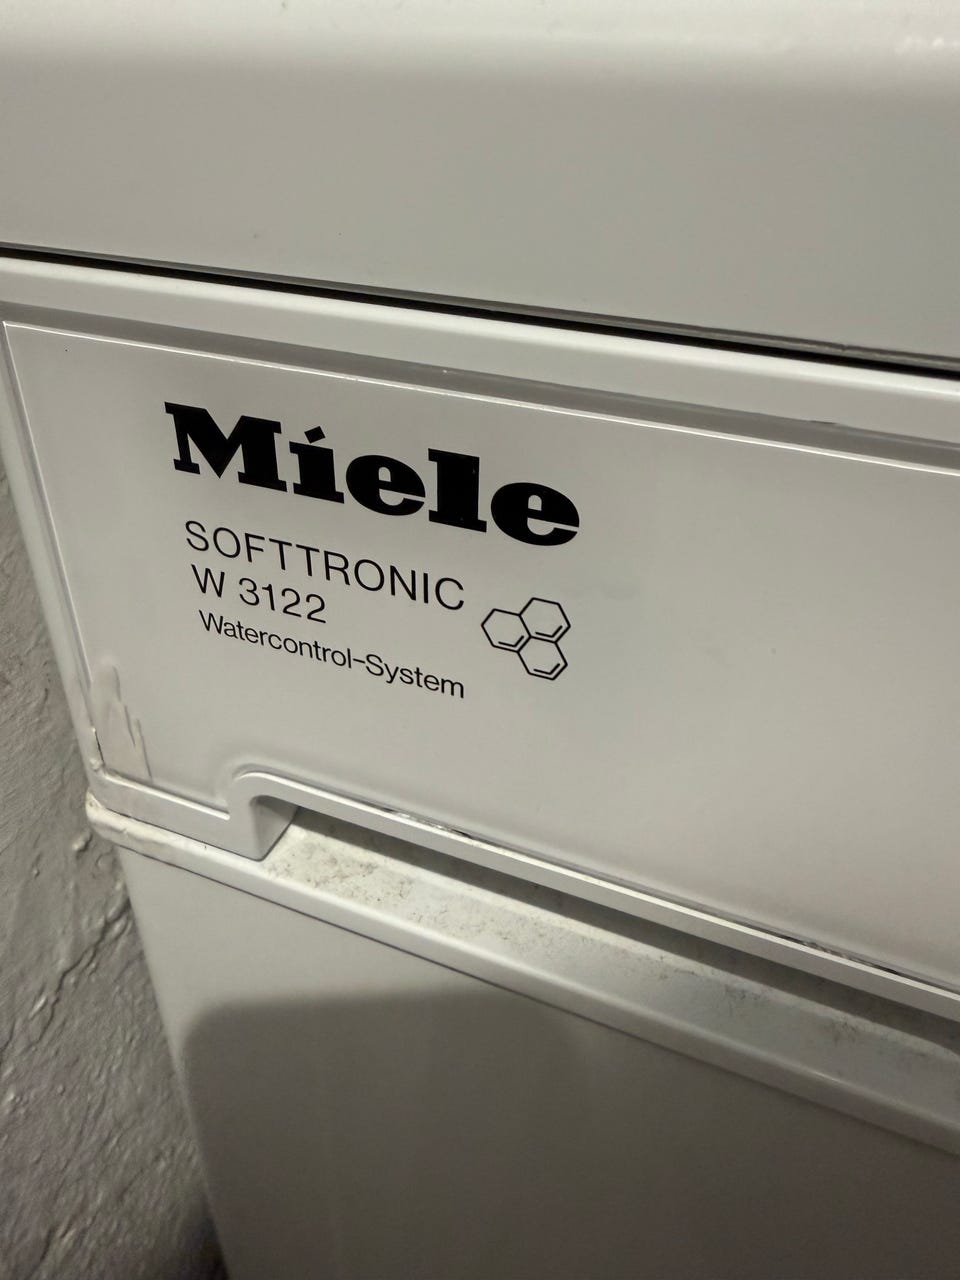 Miele
SOFTTRONIC
W 3122
Watercontrol-System